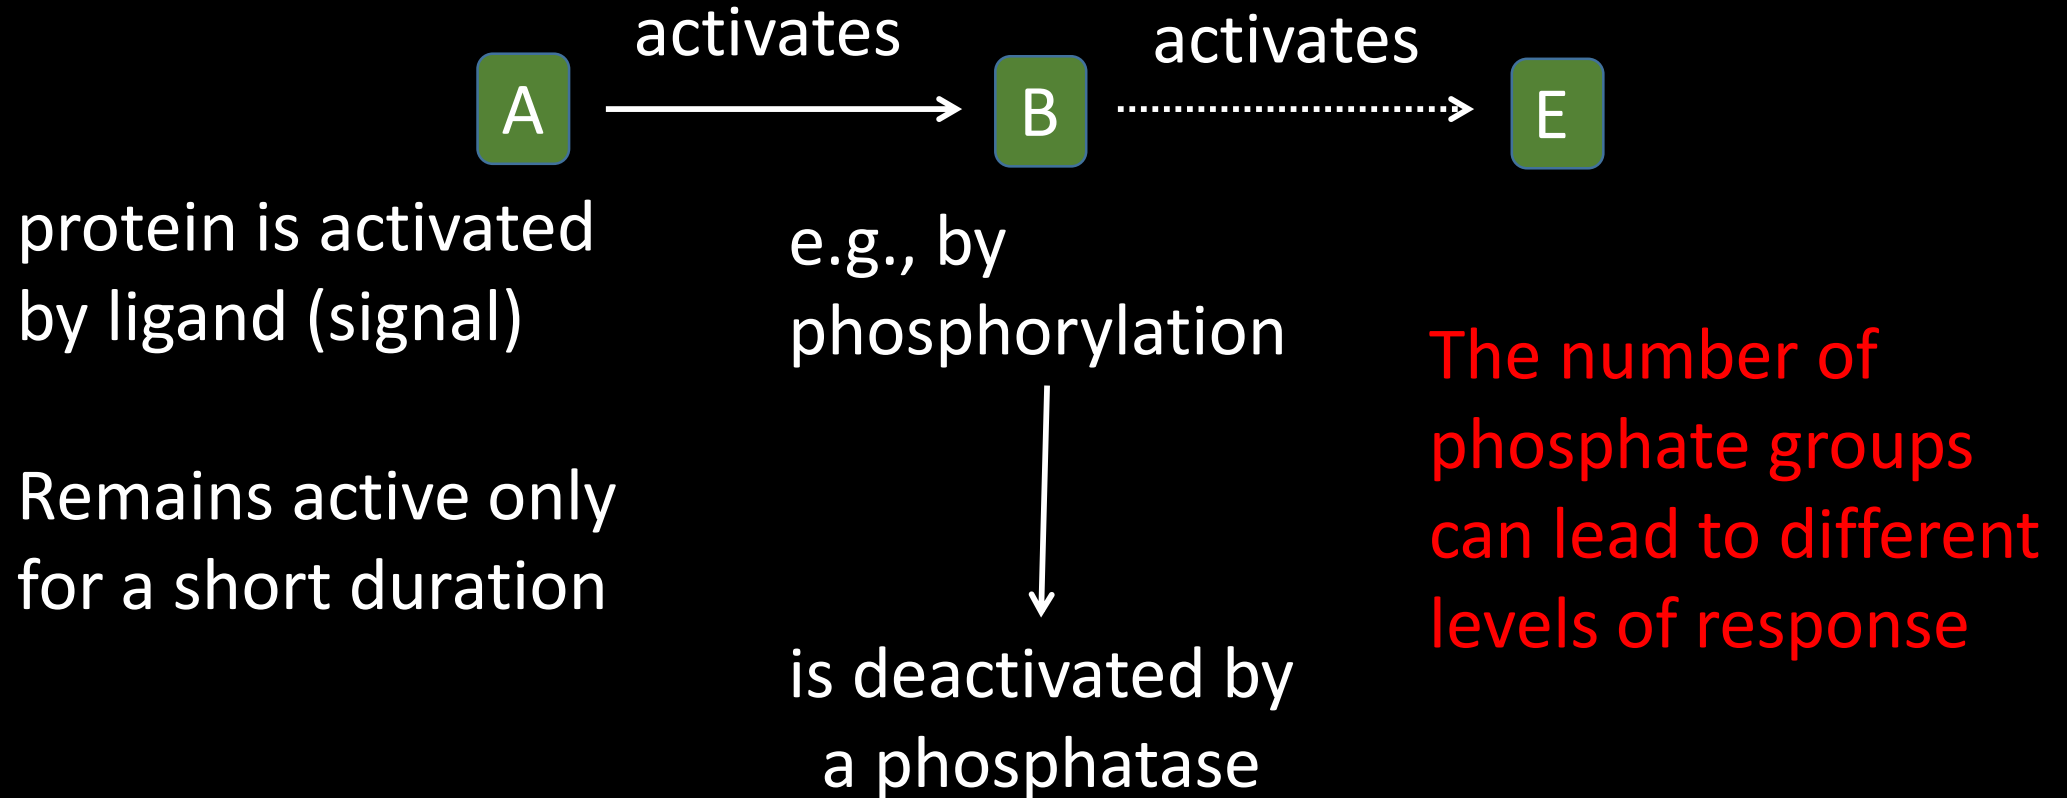 activates
activates
A
B
E
protein is activated
by ligand (signal)
Remains active only
for a short duration
e.g., by
phosphorylation
is deactivated by
a phosphatase
The number of
phosphate groups
can lead to different
levels of response